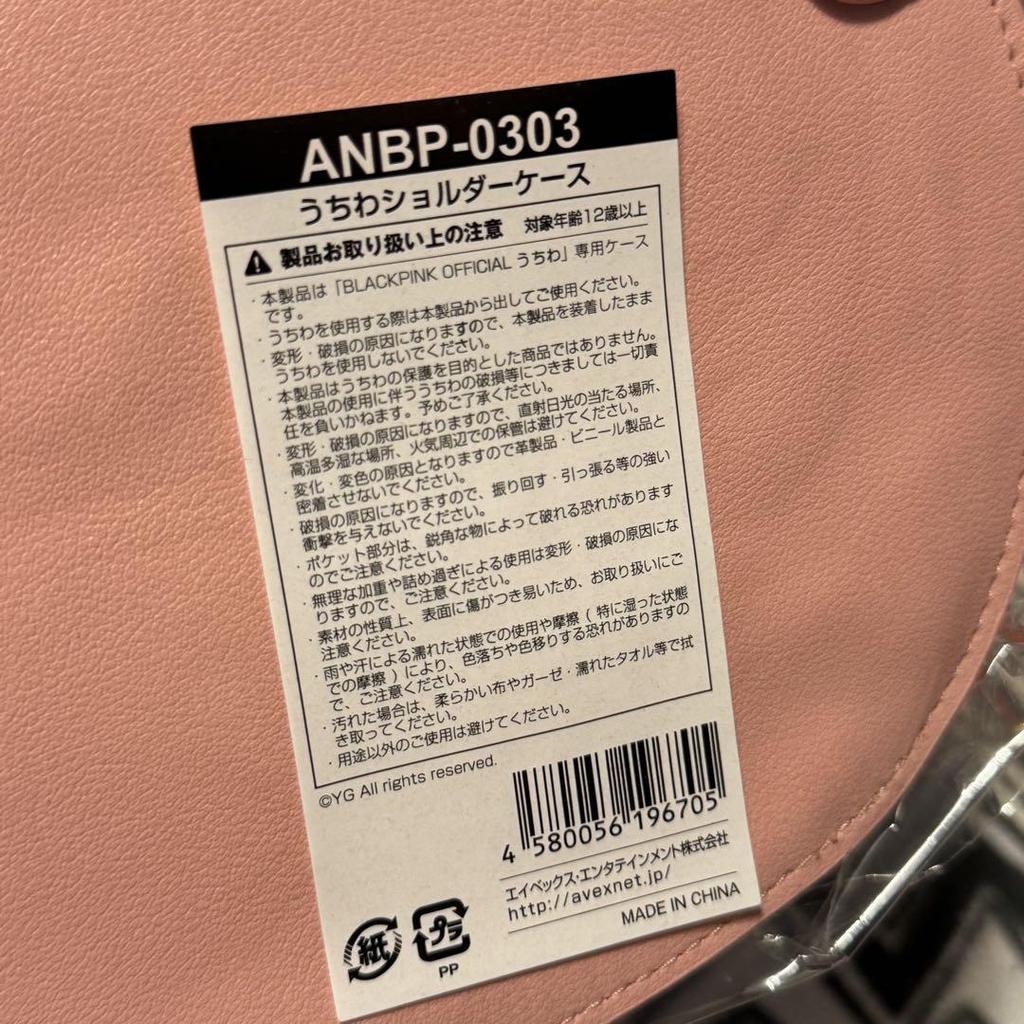 ANBP-0303
うちわショルダーケース
製品お取り扱い上の注意 対象年齢12歳以上
・本製品は「BLACKPINK OFFICIAL うちわ」専用ケース
です。
・うちわを使用する際は本製品から出してご使用ください。
・変形・破損の原因になりますので、本製品を装着したまま
うちわを使用しないでください。
・本製品はうちわの保護を目的とした商品ではありません。
本製品の使用に伴ううちわの破損等につきましては一切責
任を負いかねます。予めご了承ください。
・変形・破損の原因になりますので、直射日光の当たる場所、
高温多湿な場所、火気周辺での保管は避けてください。
・変化・変色の原因となりますので革製品・ビニール製品と
密着させないでください。
・破損の原因になりますので、振り回す・引っ張る等の強い
衝撃を与えないでください。
・ポケット部分は、鋭角な物によって破れる恐れがあります
のでご注意ください。
・無理な加重や詰め過ぎによる使用は変形・破損の原因にな
りますので、ご注意ください。
・素材の性質上、表面に傷がつき易いため、お取り扱いにご
注意ください。
・雨や汗による濡れた状態での使用や摩擦(特に湿った状態
での摩擦)により、色落ちや色移りする恐れがありますの
で、ご注意ください。
・汚れた場合は、柔らかい布やガーゼ・濡れたタオル等で拭
き取ってください。
・用途以外のご使用は避けてください。
©YG All rights reserved.
4 580056 196705
エイベックス・エンタテインメント株式会社
http://avexnet.jp/
MADE IN CHINA
紙 プラ
PP